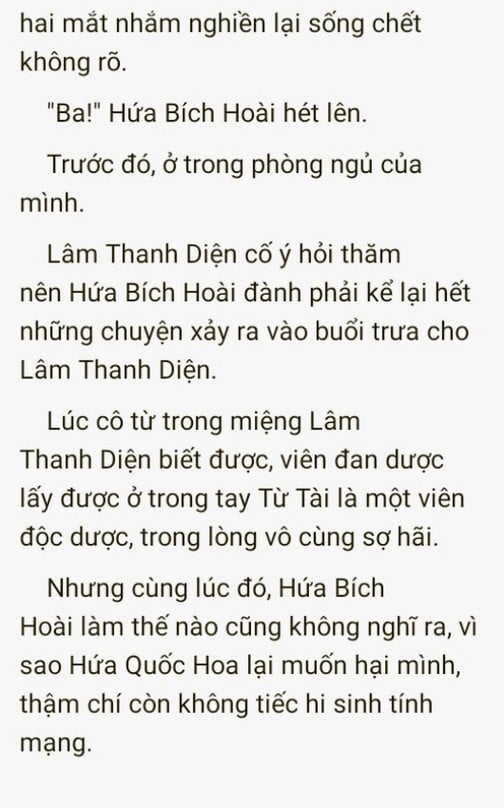 hai mắt nhắm nghiền lại sống chết
không rõ.
"Ba!" Hứa Bích Hoài hét lên.
Trước đó, ở trong phòng ngủ của
mình.
Lâm Thanh Diện cố ý hỏi thăm
nên Hứa Bích Hoài đành phải kể lại hết
những chuyện xảy ra vào buổi trưa cho
Lâm Thanh Diện.
Lúc cô từ trong miệng Lâm
Thanh Diện biết được, viên đan dược
lấy được ở trong tay Từ Tài là một viên
độc dược, trong lòng vô cùng sợ hãi.
Nhưng cùng lúc đó, Hứa Bích
Hoài làm thế nào cũng không nghĩ ra, vì
sao Hứa Quốc Hoa lại muốn hại mình,
thậm chí còn không tiếc hi sinh tính
mạng.